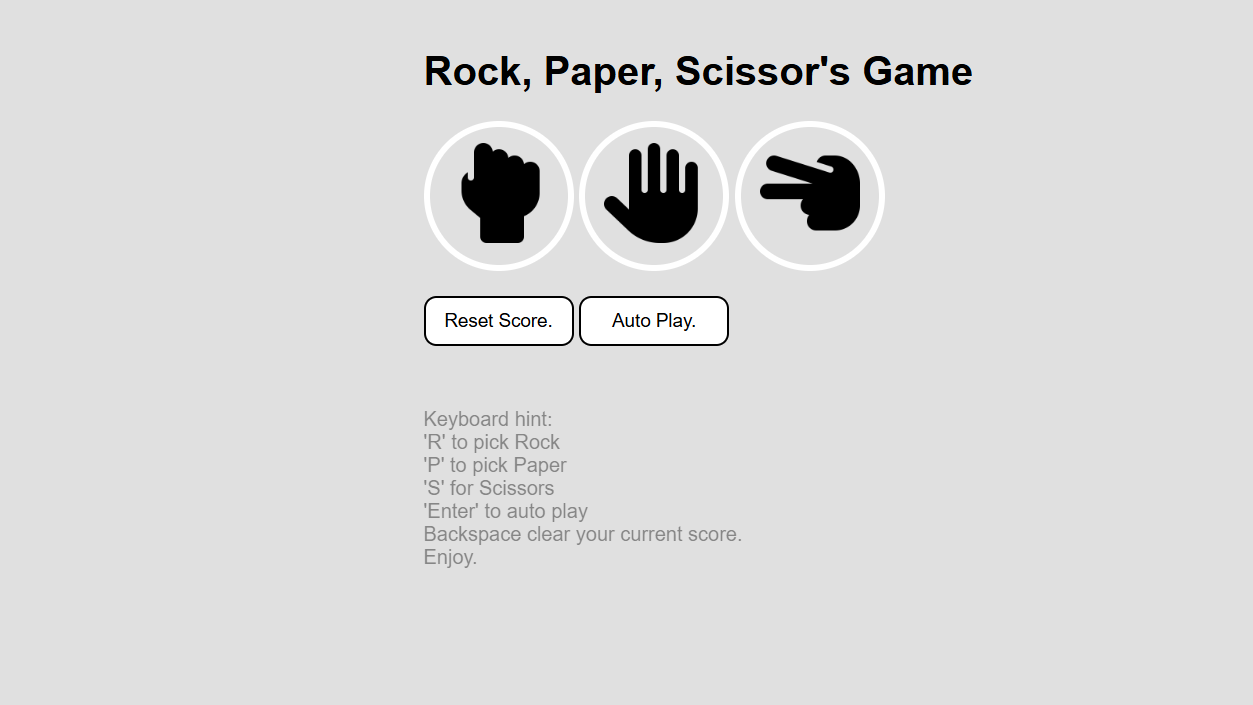 Rock, Paper, Scissor's Game
Reset Score.
Auto Play.
Keyboard hint:
'R' to pick Rock
'P' to pick Paper
'S' for Scissors
'Enter' to auto play
Backspace clear your current score.
Enjoy.